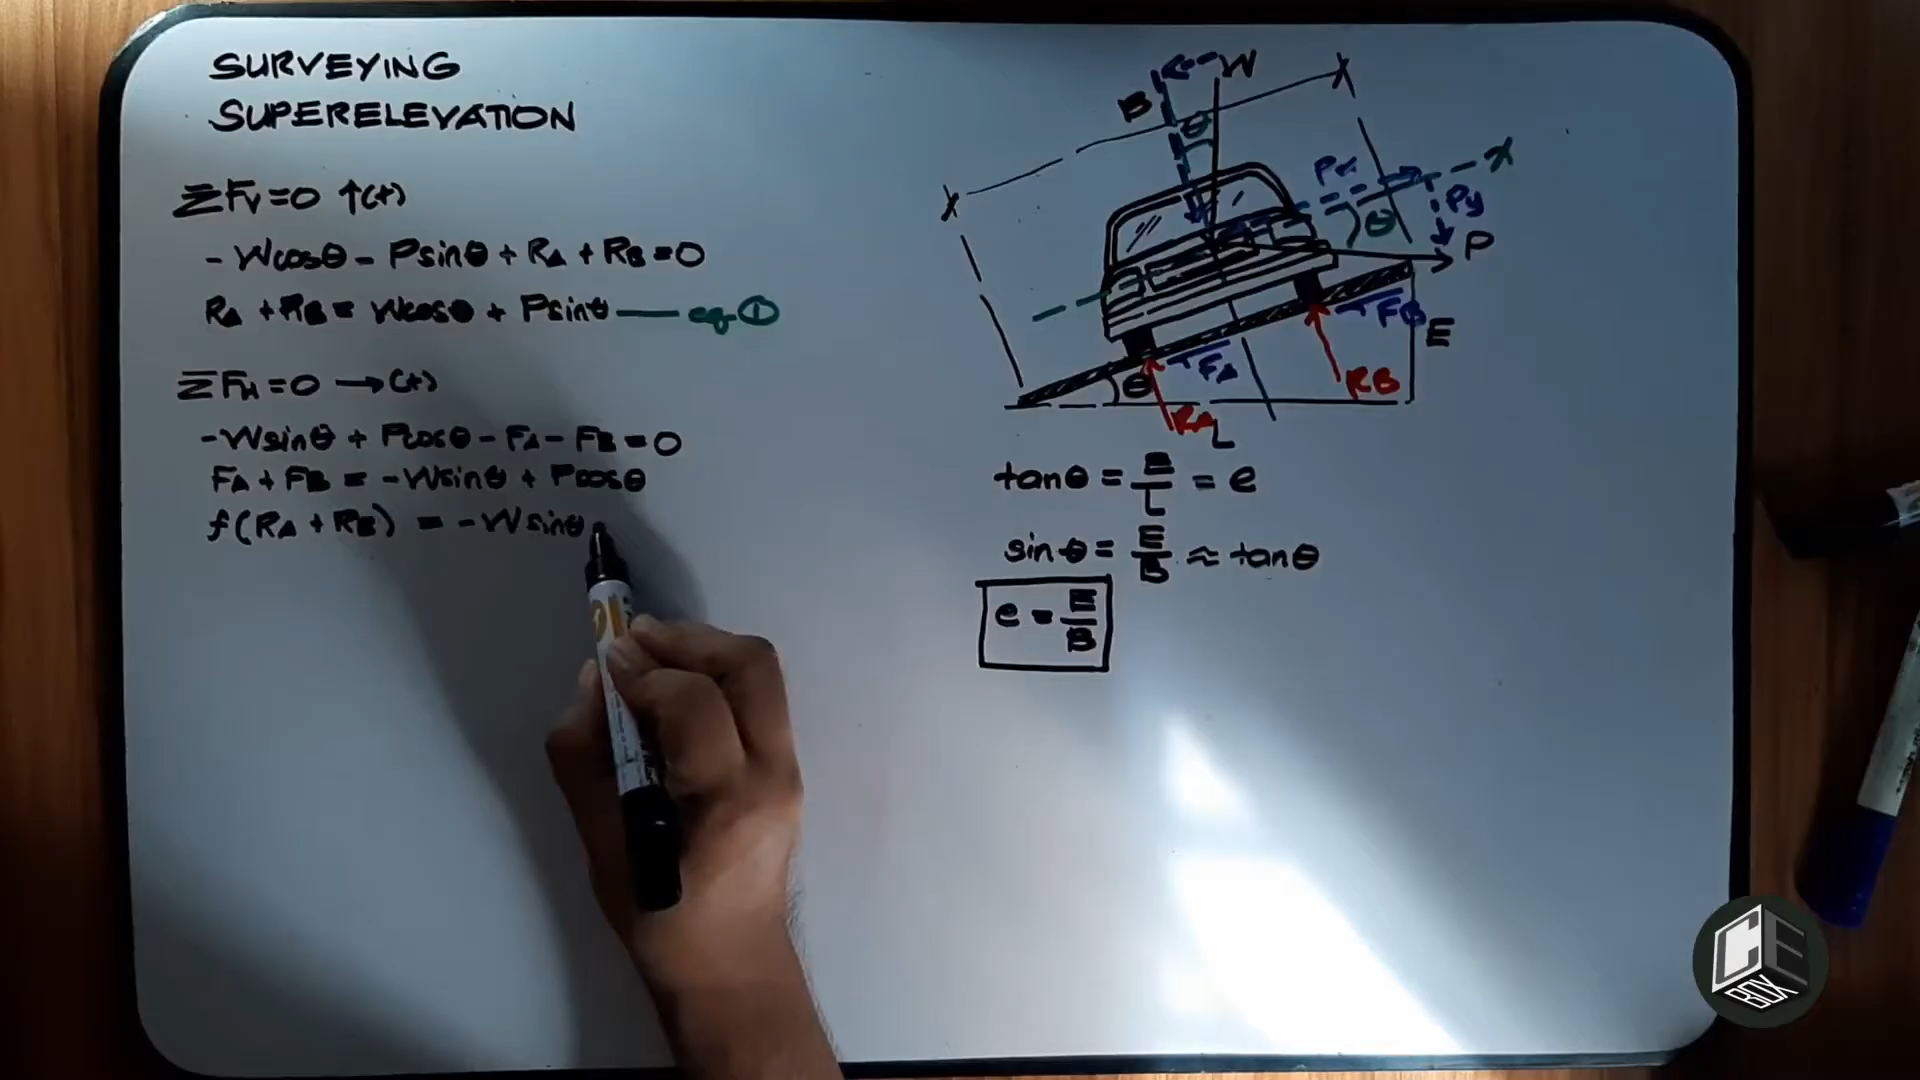 SURVEYING
SUPERELEVATION
ΣFv=0 ↑(+)
-Wcosθ - Psinθ + RA + RB = 0
RA + RB = Wcosθ + Psinθ — eq ①
ΣFH = 0 →(+)
-Wsinθ + Pcosθ - FA - FB = 0
FA + FB = -Wsinθ + Pcosθ
f(RA + RB) = -Wsinθ
W
B
θ
Px
x
Py
θ
P
FB
E
FA
θ
RB
RA
L
tanθ = E/L = e
sinθ = E/B ≈ tanθ
e = E/B
CE
BOX